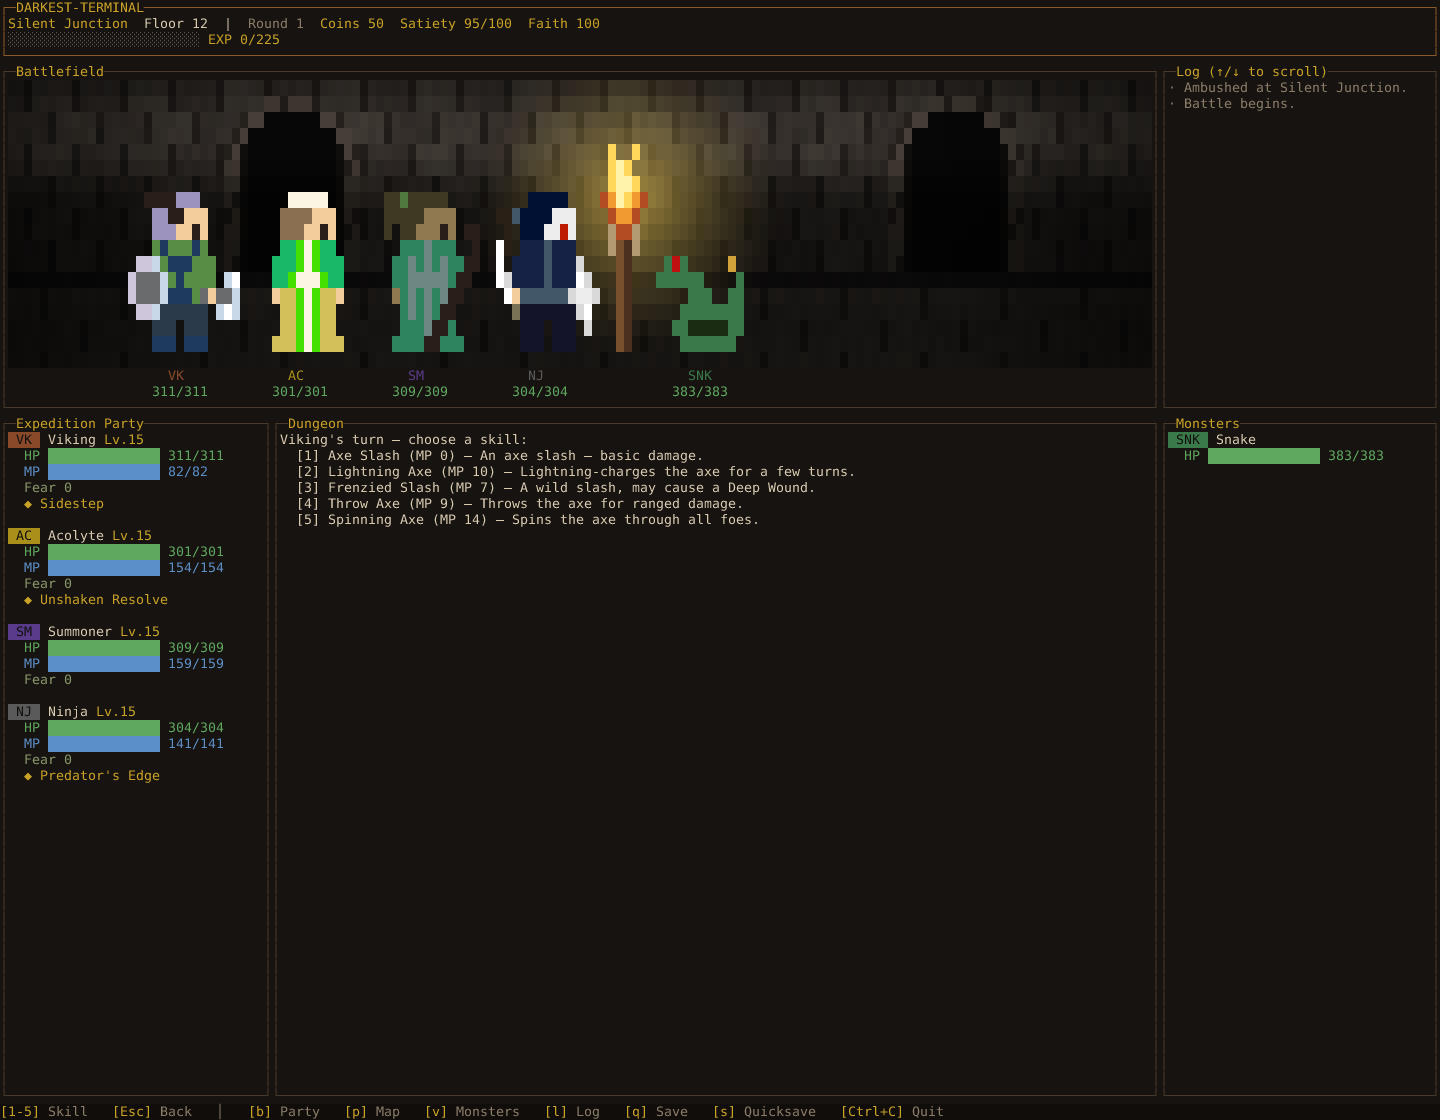 DARKEST-TERMINAL
Silent Junction  Floor 12  |  Round 1  Coins 50  Satiety 95/100  Faith 100
EXP 0/225
Battlefield
VK AC SM NJ SNK
311/311 301/301 309/309 304/304 383/383
Log (↑/↓ to scroll)
· Ambushed at Silent Junction.
· Battle begins.
Expedition Party
VK Viking Lv.15
HP 311/311
MP 82/82
Fear 0
◆ Sidestep
AC Acolyte Lv.15
HP 301/301
MP 154/154
Fear 0
◆ Unshaken Resolve
SM Summoner Lv.15
HP 309/309
MP 159/159
Fear 0
NJ Ninja Lv.15
HP 304/304
MP 141/141
Fear 0
◆ Predator's Edge
Dungeon
Viking's turn — choose a skill:
[1] Axe Slash (MP 0) — An axe slash — basic damage.
[2] Lightning Axe (MP 10) — Lightning-charges the axe for a few turns.
[3] Frenzied Slash (MP 7) — A wild slash, may cause a Deep Wound.
[4] Throw Axe (MP 9) — Throws the axe for ranged damage.
[5] Spinning Axe (MP 14) — Spins the axe through all foes.
Monsters
SNK Snake
HP 383/383
[1-5] Skill   [Esc] Back   │   [b] Party   [p] Map   [v] Monsters   [l] Log   [q] Save   [s] Quicksave   [Ctrl+C] Quit